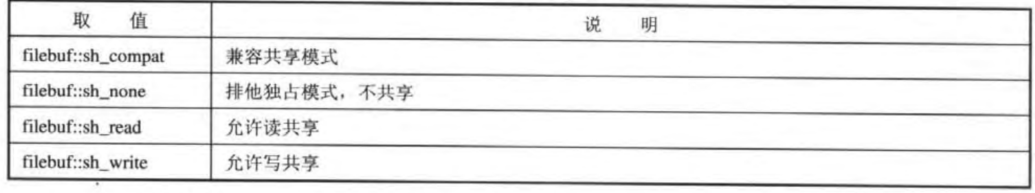 取 值 说 明
filebuf::sh_compat 兼容共享模式
filebuf::sh_none 排他独占模式，不共享
filebuf::sh_read 允许读共享
filebuf::sh_write 允许写共享